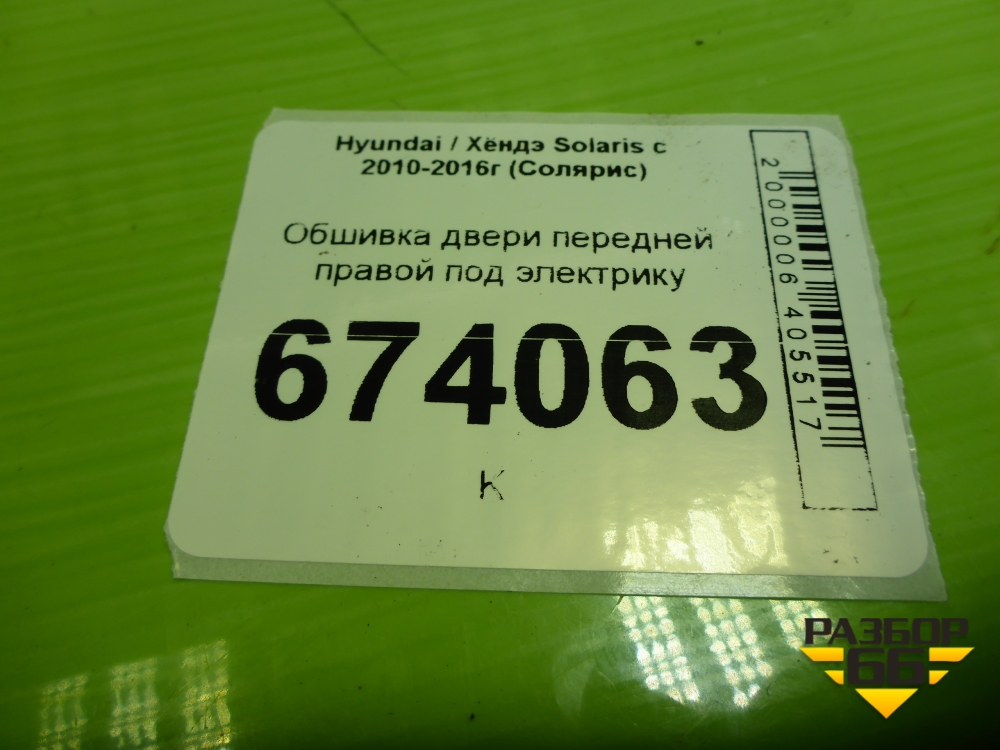 Hyundai / Хёндэ Solaris с
2010-2016г (Солярис)
Обшивка двери передней
правой под электрику
674063
К
2000006405517
РАЗБОР
66